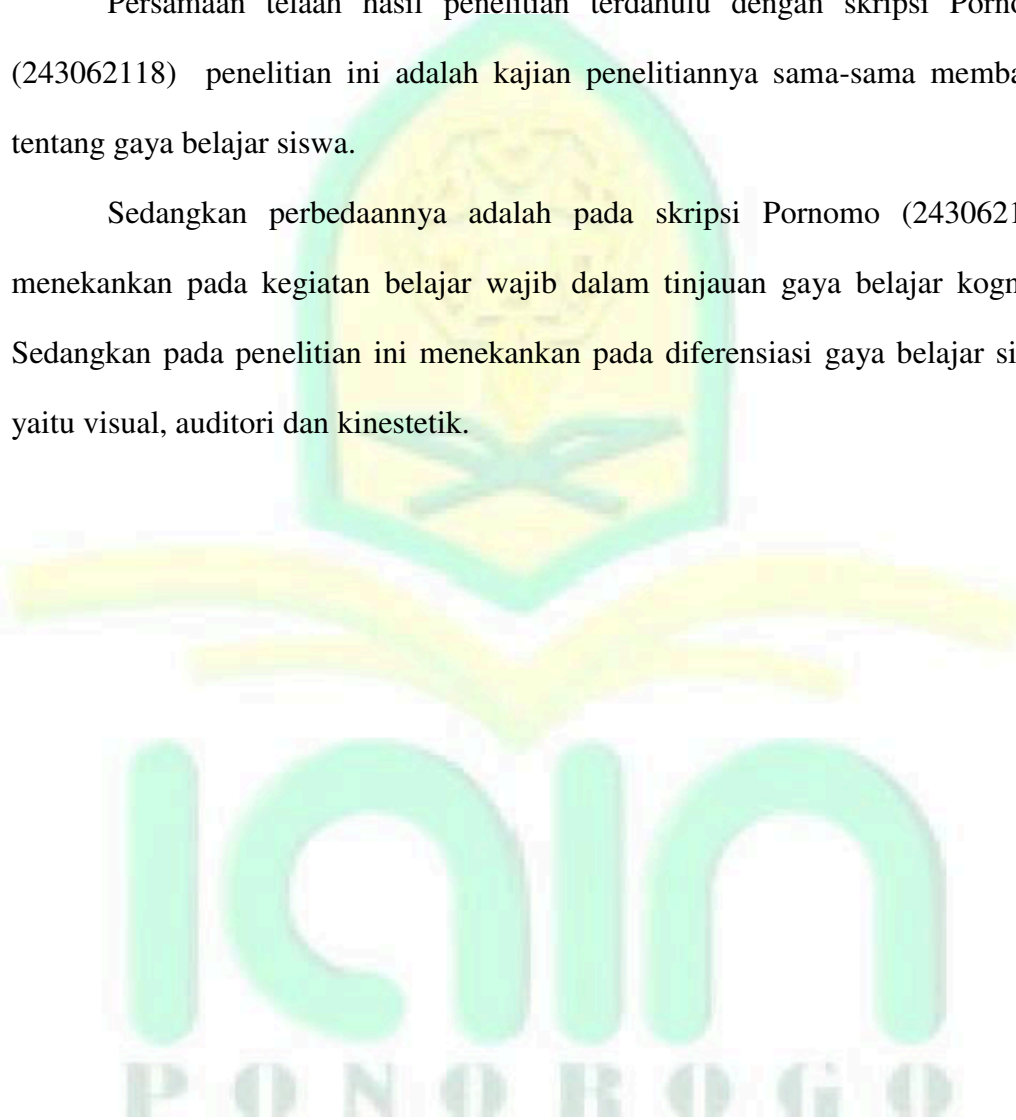 Persamaan telaah hasil penelitian terdahulu dengan skripsi Porno
(243062118) penelitian ini adalah kajian penelitiannya sama-sama memba
tentang gaya belajar siswa.
Sedangkan perbedaannya adalah pada skripsi Pornomo (2430621
menekankan pada kegiatan belajar wajib dalam tinjauan gaya belajar kogn
Sedangkan pada penelitian ini menekankan pada diferensiasi gaya belajar si
yaitu visual, auditori dan kinestetik.
iain
PONOROGO